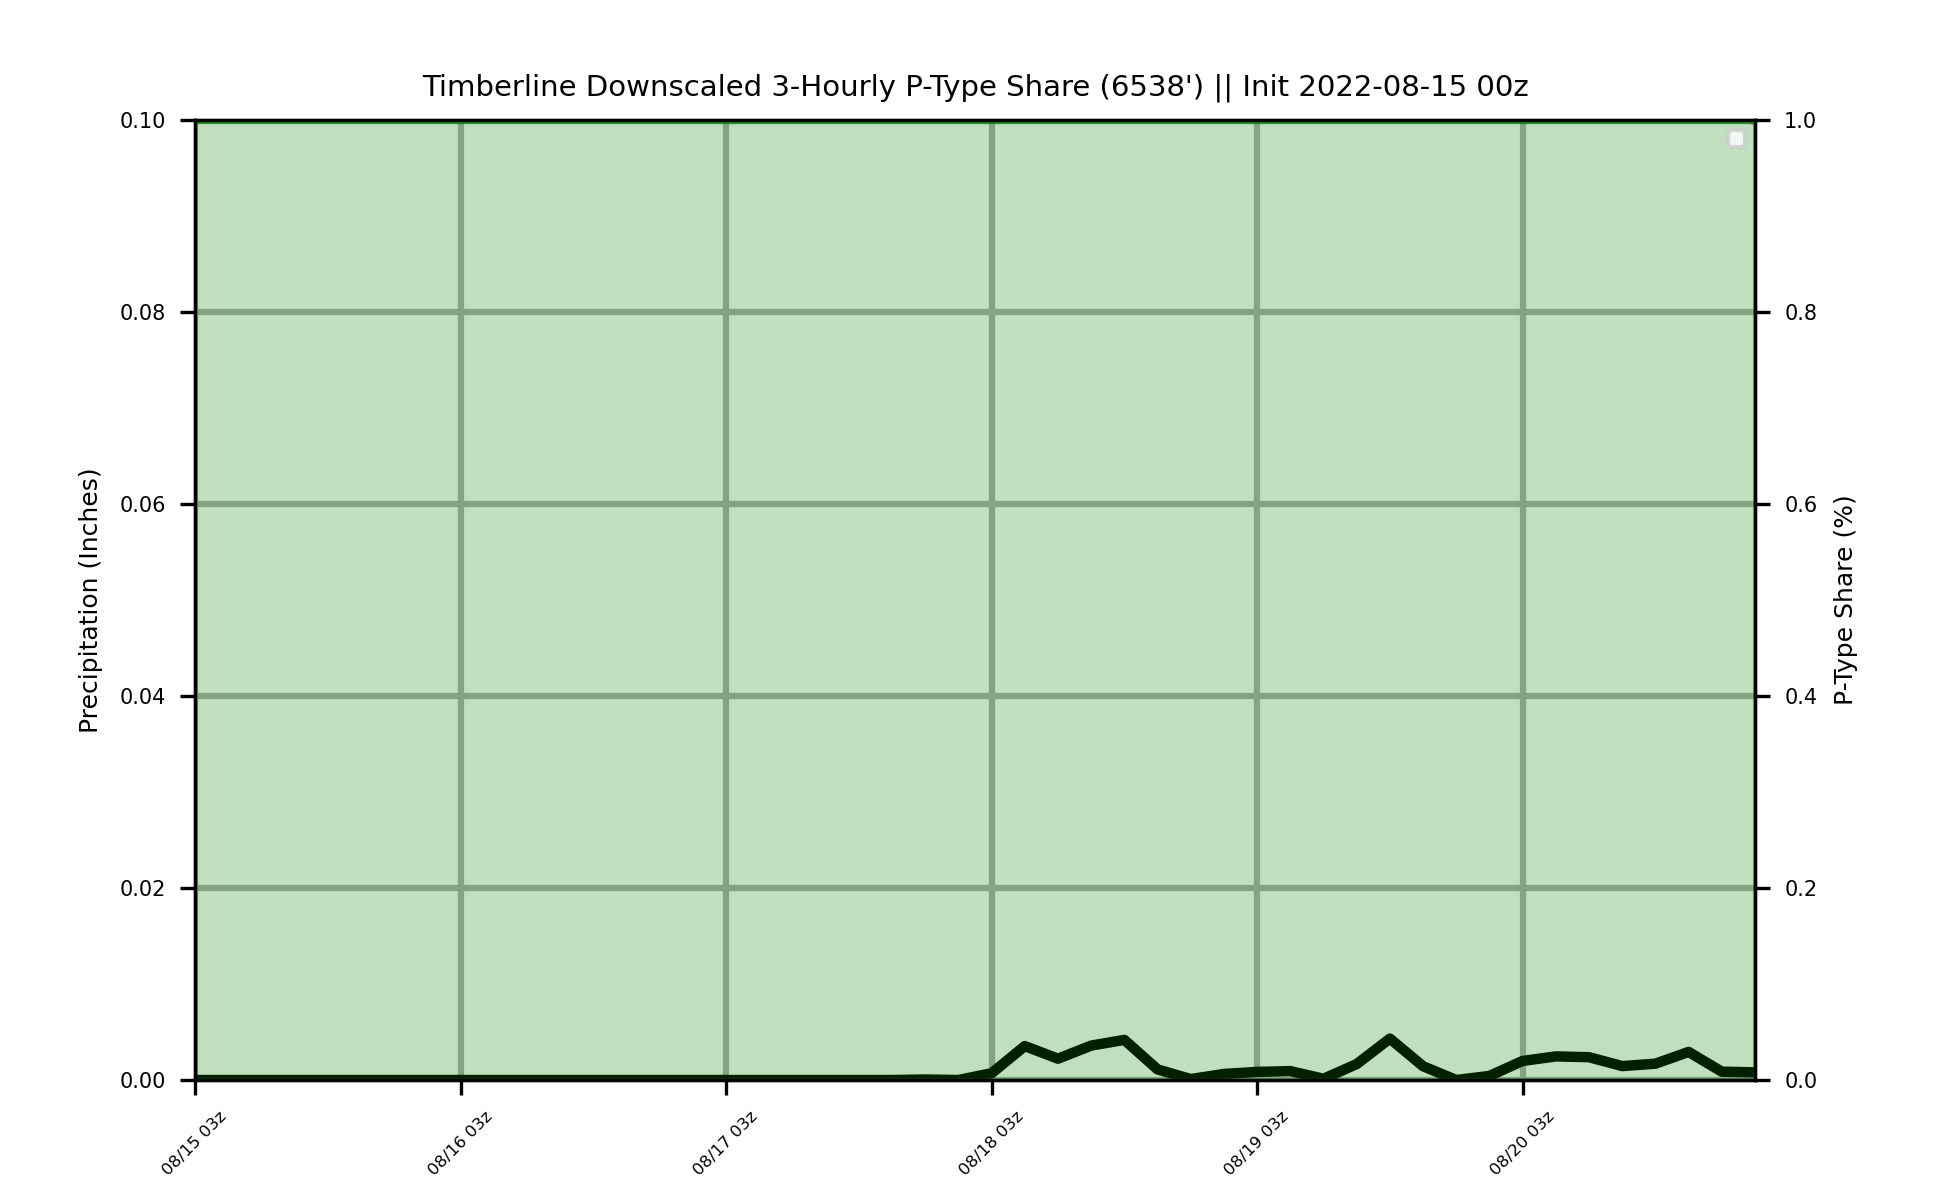 Timberline Downscaled 3-Hourly P-Type Share (6538') || Init 2022-08-15 00z
0.10
0.08
0.06
0.04
0.02
0.00
Precipitation (Inches)
1.0
0.8
0.6
0.4
0.2
0.0
P-Type Share (%)
08/15 03z
08/16 03z
08/17 03z
08/18 03z
08/19 03z
08/20 03z